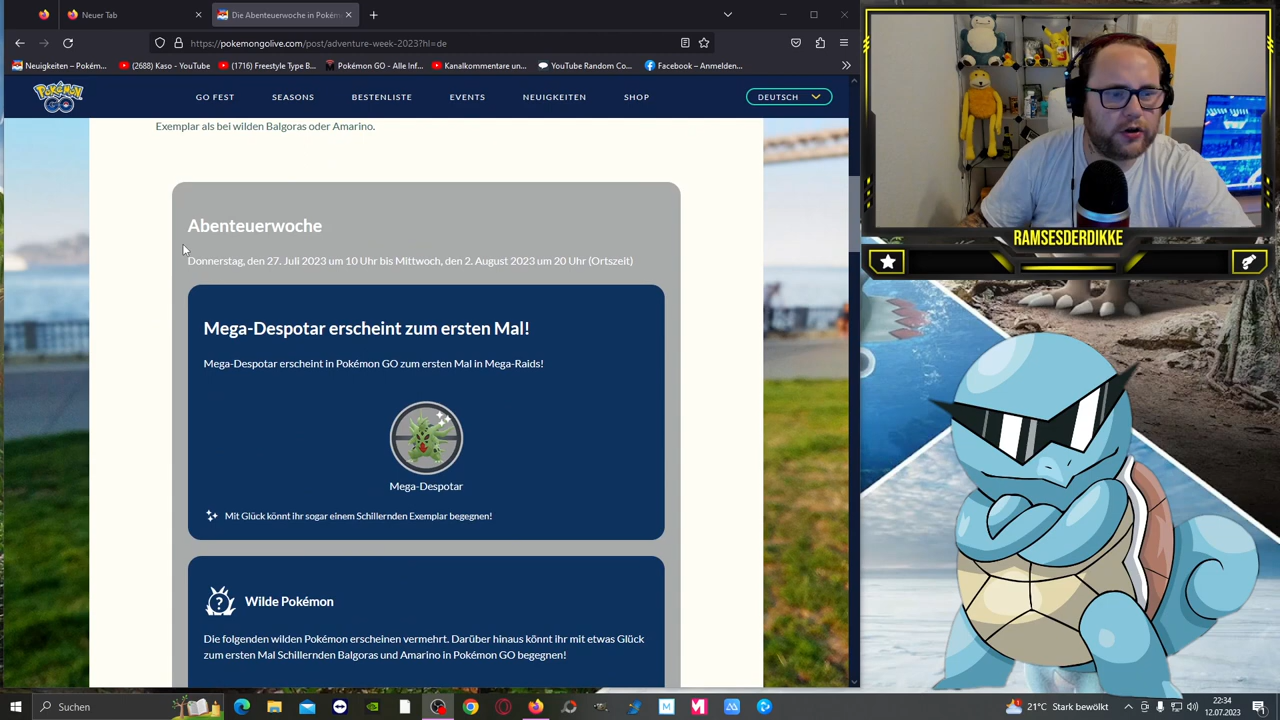 Neuer Tab
Die Abenteuerwoche in Pokém
https://pokemongolive.com/post/adventure-week-2023?hl=de
Neuigkeiten – Pokém...
(2688) Kaso - YouTube
(1716) Freestyle Type B...
Pokémon GO - Alle Inf...
Kanalkommentare un...
YouTube Random Co...
Facebook – Anmelden...
POKÉMON GO
GO FEST
SEASONS
BESTENLISTE
EVENTS
NEUIGKEITEN
SHOP
DEUTSCH
Exemplar als bei wilden Balgoras oder Amarino.
Abenteuerwoche
Donnerstag, den 27. Juli 2023 um 10 Uhr bis Mittwoch, den 2. August 2023 um 20 Uhr (Ortszeit)
Mega-Despotar erscheint zum ersten Mal!
Mega-Despotar erscheint in Pokémon GO zum ersten Mal in Mega-Raids!
Mega-Despotar
Mit Glück könnt ihr sogar einem Schillernden Exemplar begegnen!
Wilde Pokémon
Die folgenden wilden Pokémon erscheinen vermehrt. Darüber hinaus könnt ihr mit etwas Glück
zum ersten Mal Schillernden Balgoras und Amarino in Pokémon GO begegnen!
RAMSESDERDIKKE
Suchen
21°C Stark bewölkt
22:34
12.07.2023